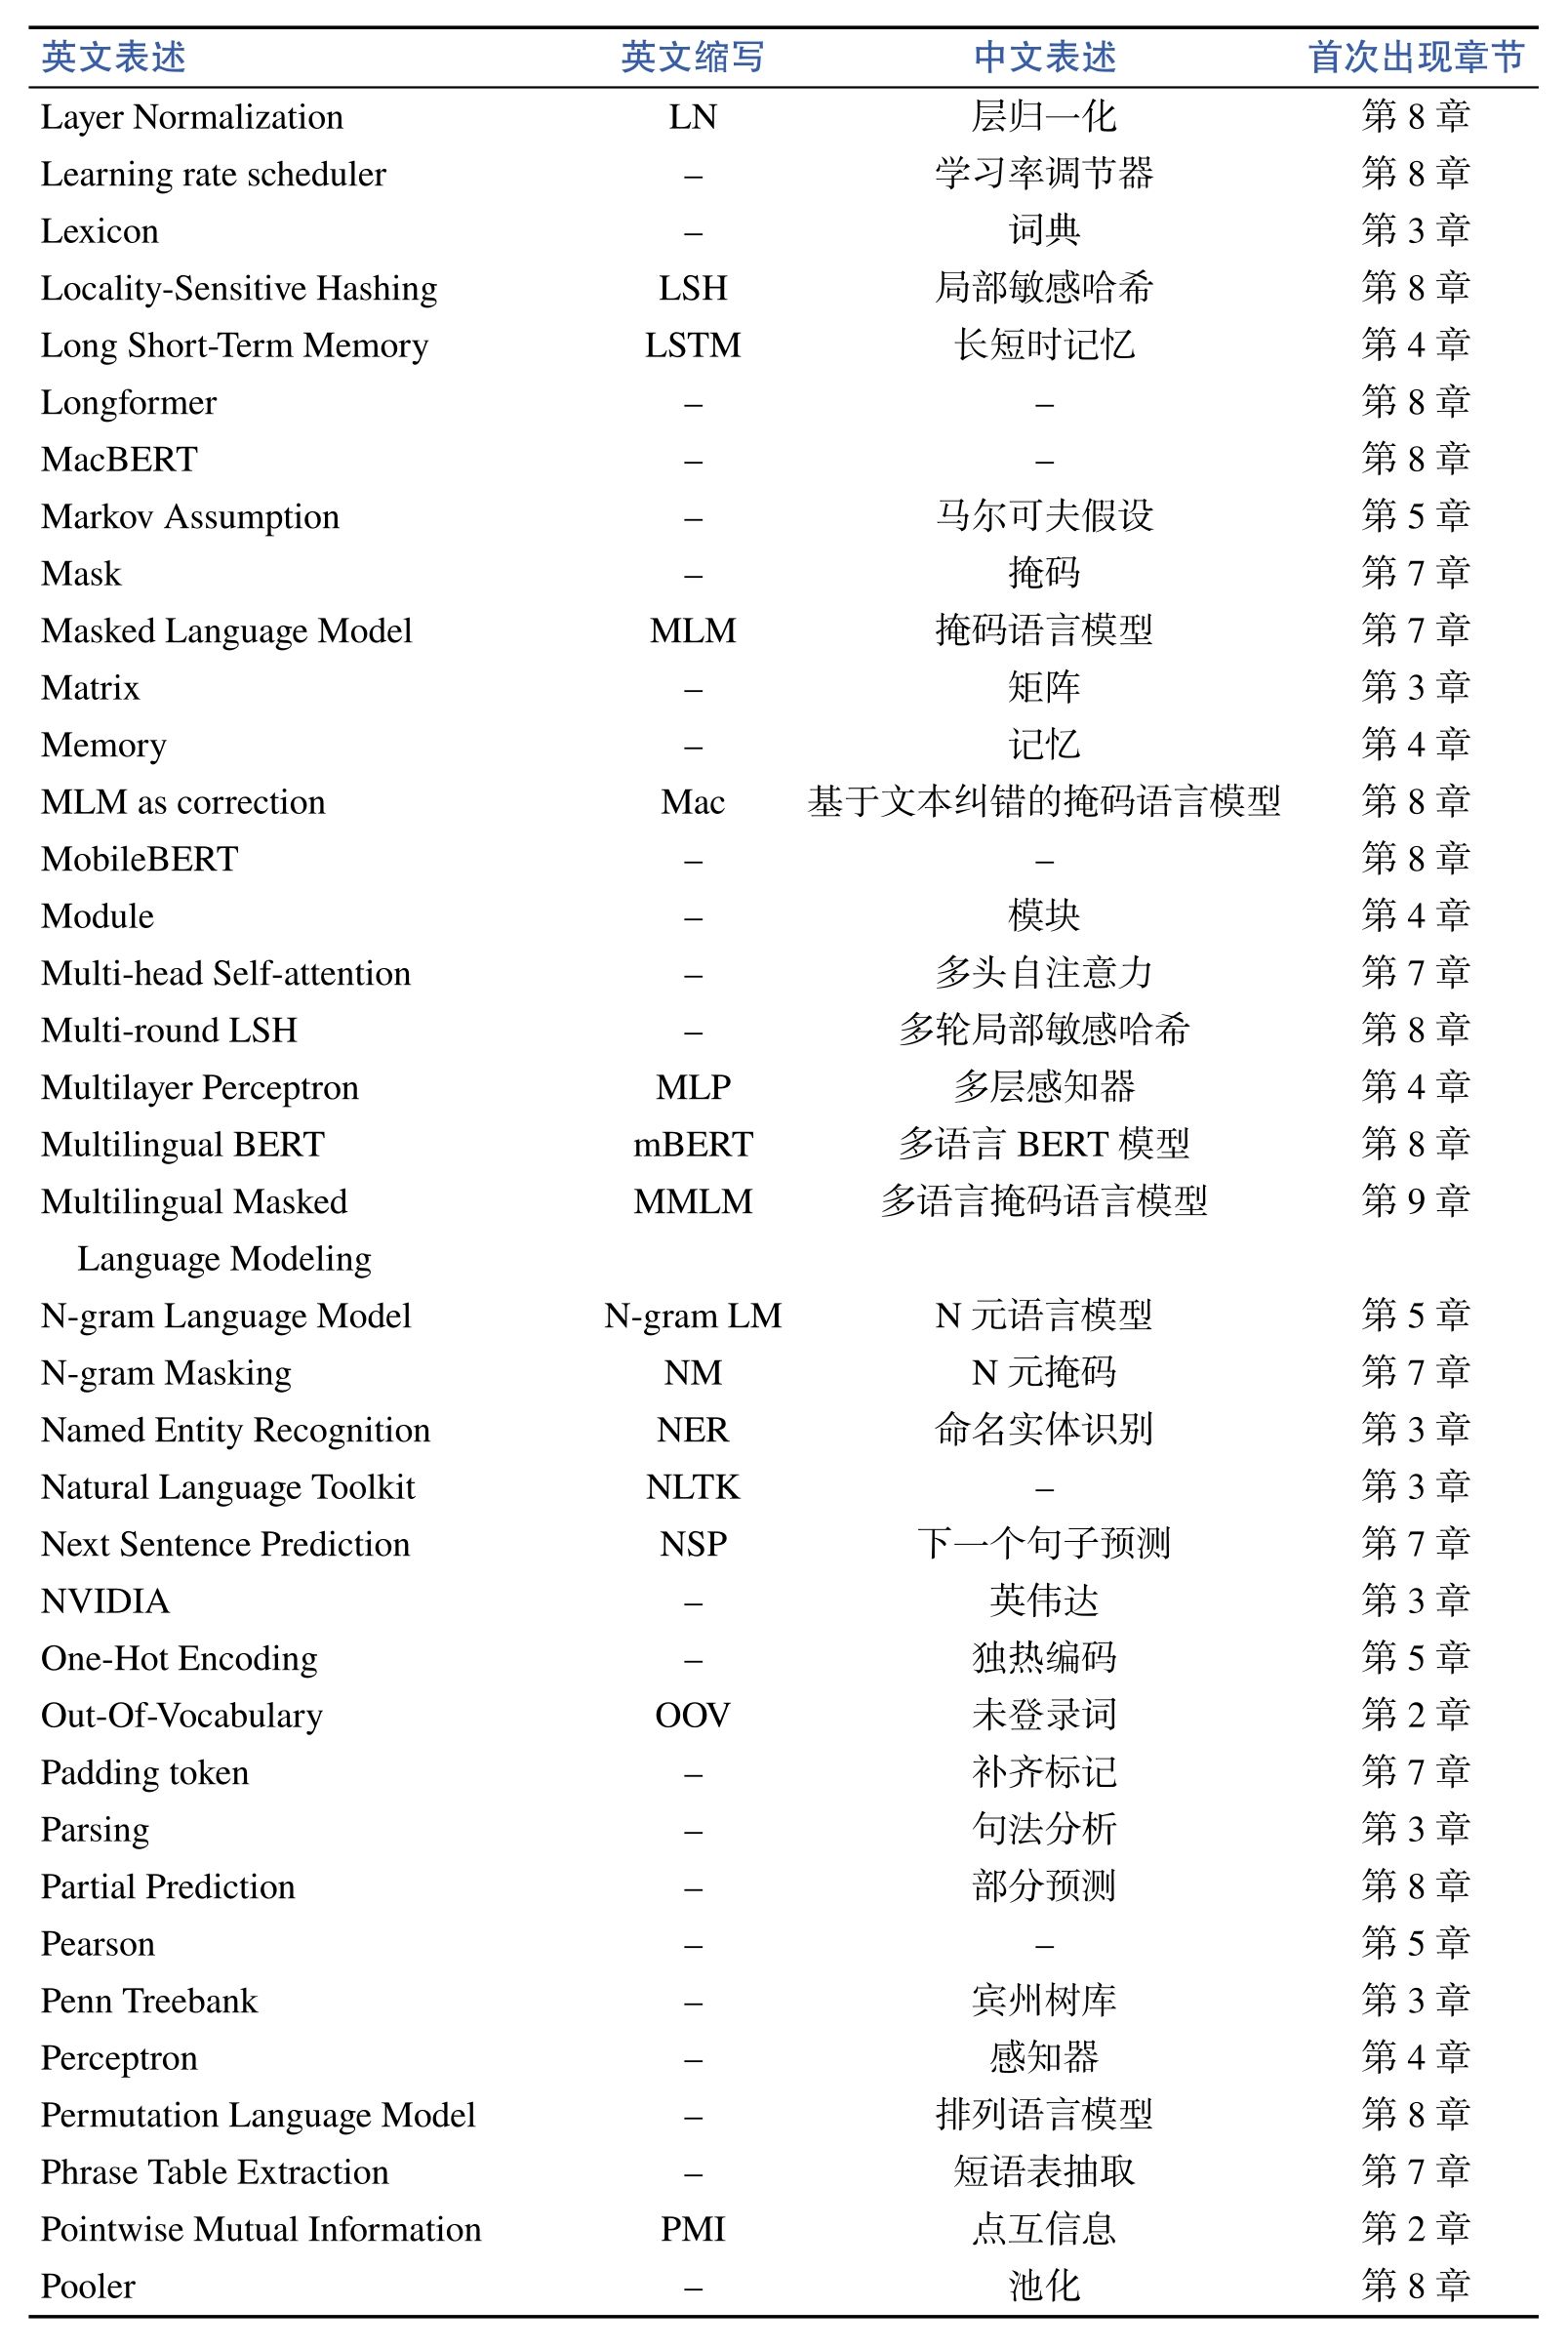 英文表述 英文缩写 中文表述 首次出现章节
Layer Normalization LN 层归一化 第 8 章
Learning rate scheduler – 学习率调节器 第 8 章
Lexicon – 词典 第 3 章
Locality-Sensitive Hashing LSH 局部敏感哈希 第 8 章
Long Short-Term Memory LSTM 长短时记忆 第 4 章
Longformer – – 第 8 章
MacBERT – – 第 8 章
Markov Assumption – 马尔可夫假设 第 5 章
Mask – 掩码 第 7 章
Masked Language Model MLM 掩码语言模型 第 7 章
Matrix – 矩阵 第 3 章
Memory – 记忆 第 4 章
MLM as correction Mac 基于文本纠错的掩码语言模型 第 8 章
MobileBERT – – 第 8 章
Module – 模块 第 4 章
Multi-head Self-attention – 多头自注意力 第 7 章
Multi-round LSH – 多轮局部敏感哈希 第 8 章
Multilayer Perceptron MLP 多层感知器 第 4 章
Multilingual BERT mBERT 多语言 BERT 模型 第 8 章
Multilingual Masked MMLM 多语言掩码语言模型 第 9 章
Language Modeling
N-gram Language Model N-gram LM N 元语言模型 第 5 章
N-gram Masking NM N 元掩码 第 7 章
Named Entity Recognition NER 命名实体识别 第 3 章
Natural Language Toolkit NLTK – 第 3 章
Next Sentence Prediction NSP 下一个句子预测 第 7 章
NVIDIA – 英伟达 第 3 章
One-Hot Encoding – 独热编码 第 5 章
Out-Of-Vocabulary OOV 未登录词 第 2 章
Padding token – 补齐标记 第 7 章
Parsing – 句法分析 第 3 章
Partial Prediction – 部分预测 第 8 章
Pearson – – 第 5 章
Penn Treebank – 宾州树库 第 3 章
Perceptron – 感知器 第 4 章
Permutation Language Model – 排列语言模型 第 8 章
Phrase Table Extraction – 短语表抽取 第 7 章
Pointwise Mutual Information PMI 点互信息 第 2 章
Pooler – 池化 第 8 章